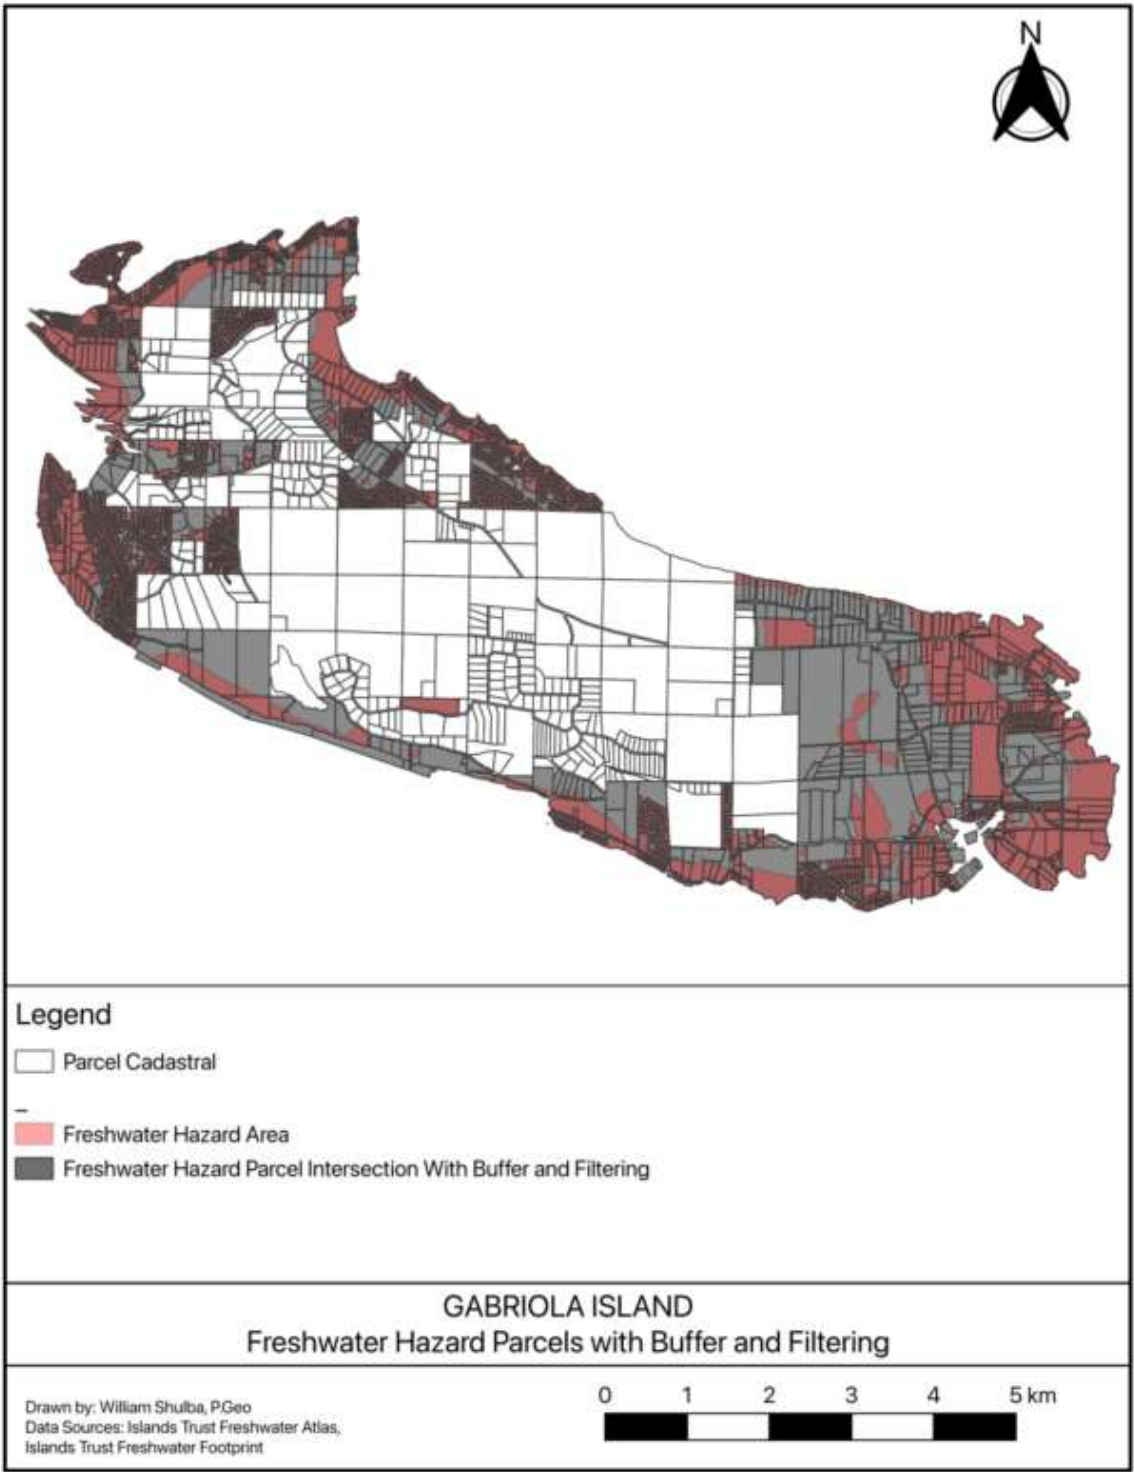 N
Legend
Parcel Cadastral
–
Freshwater Hazard Area
Freshwater Hazard Parcel Intersection With Buffer and Filtering
GABRIOLA ISLAND
Freshwater Hazard Parcels with Buffer and Filtering
Drawn by: William Shulba, P.Geo
Data Sources: Islands Trust Freshwater Atlas,
Islands Trust Freshwater Footprint
0 1 2 3 4 5 km